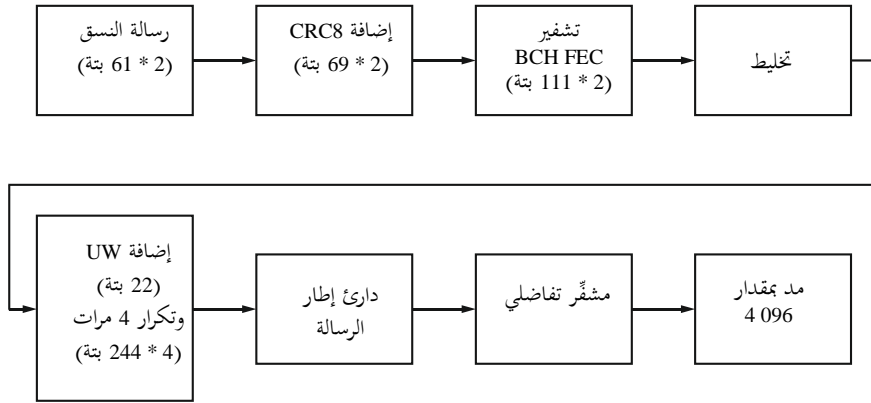 رسالة النسق
(2 * 61 بتة)
إضافة CRC8
(2 * 69 بتة)
تشفير
BCH FEC
(2 * 111 بتة)
تخليط
إضافة UW
(22 بتة)
وتكرار 4 مرات
(4 * 244 بتة)
دارئ إطار
الرسالة
مشفِّر تفاضلي
مد بمقدار
4 096